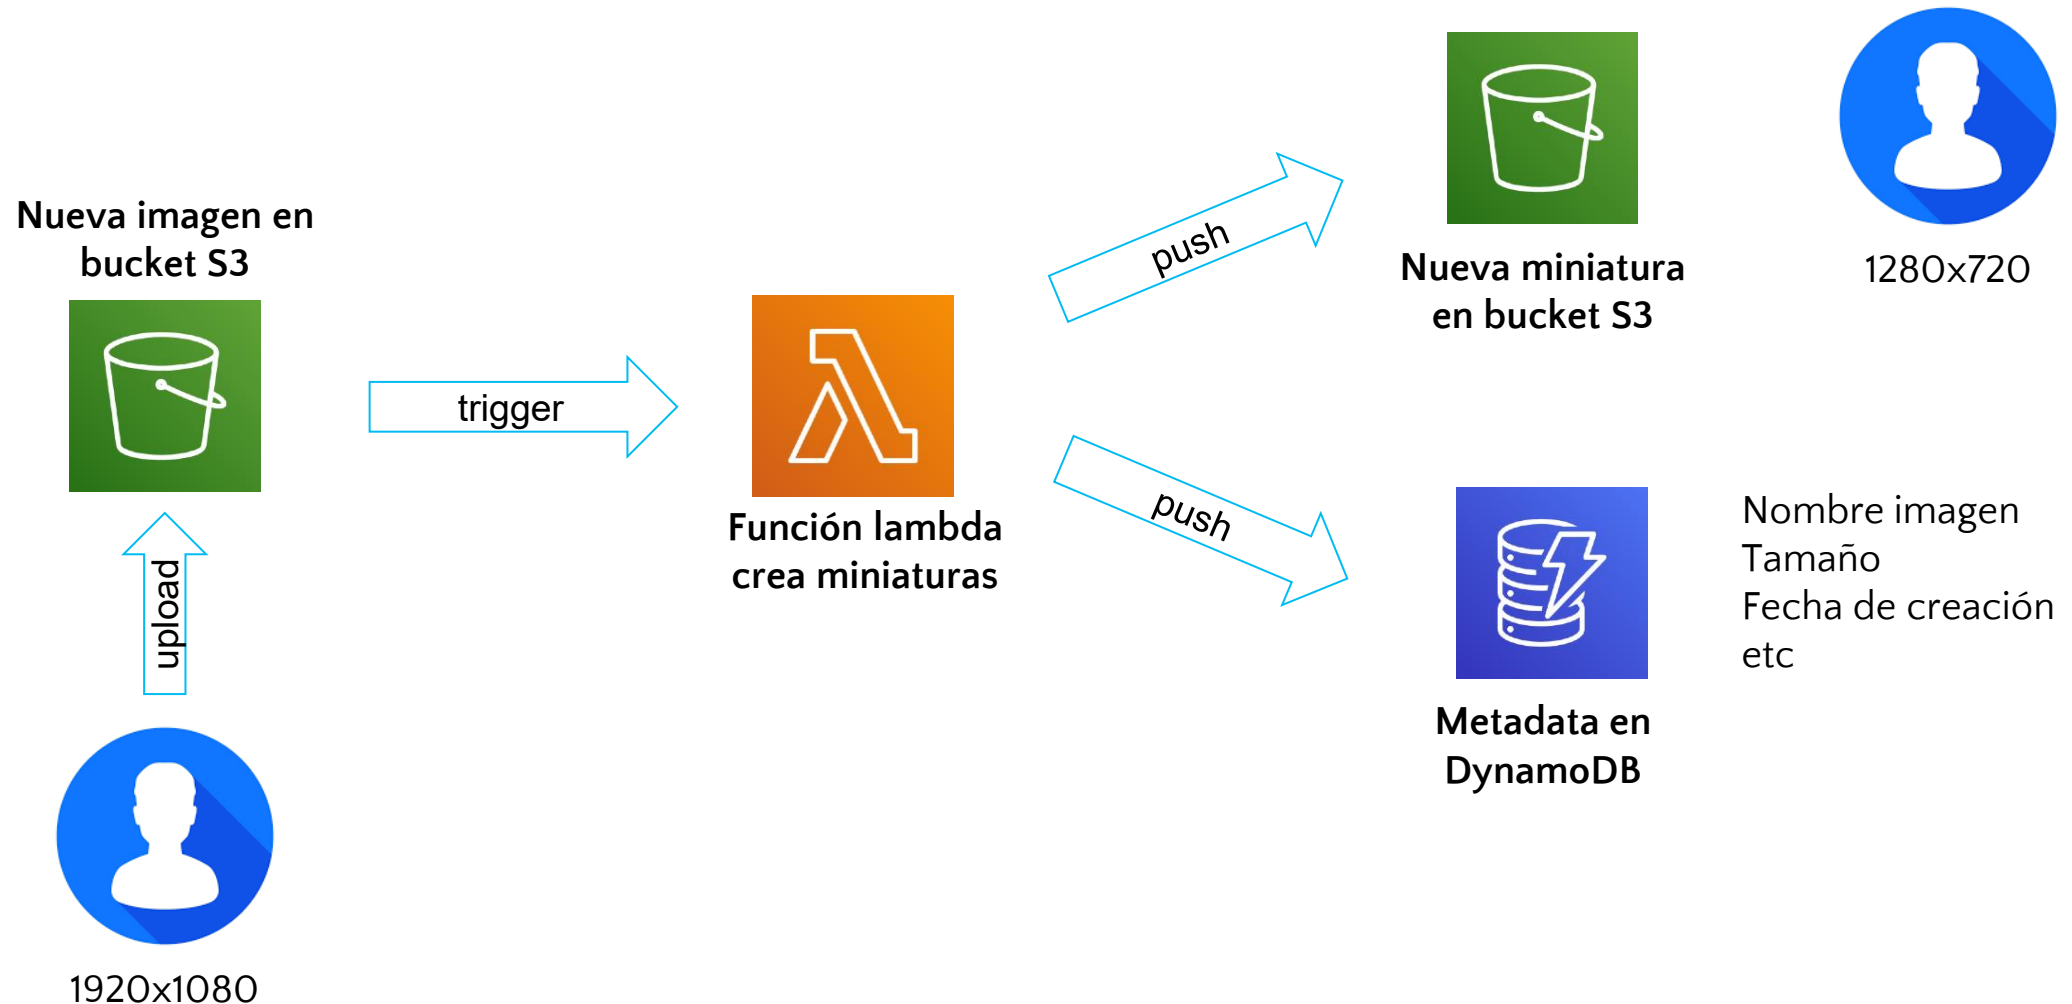 Nueva imagen en
bucket S3
upload
1920x1080
trigger
Función lambda
crea miniaturas
push
Nueva miniatura
en bucket S3
1280x720
push
Metadata en
DynamoDB
Nombre imagen
Tamaño
Fecha de creación
etc